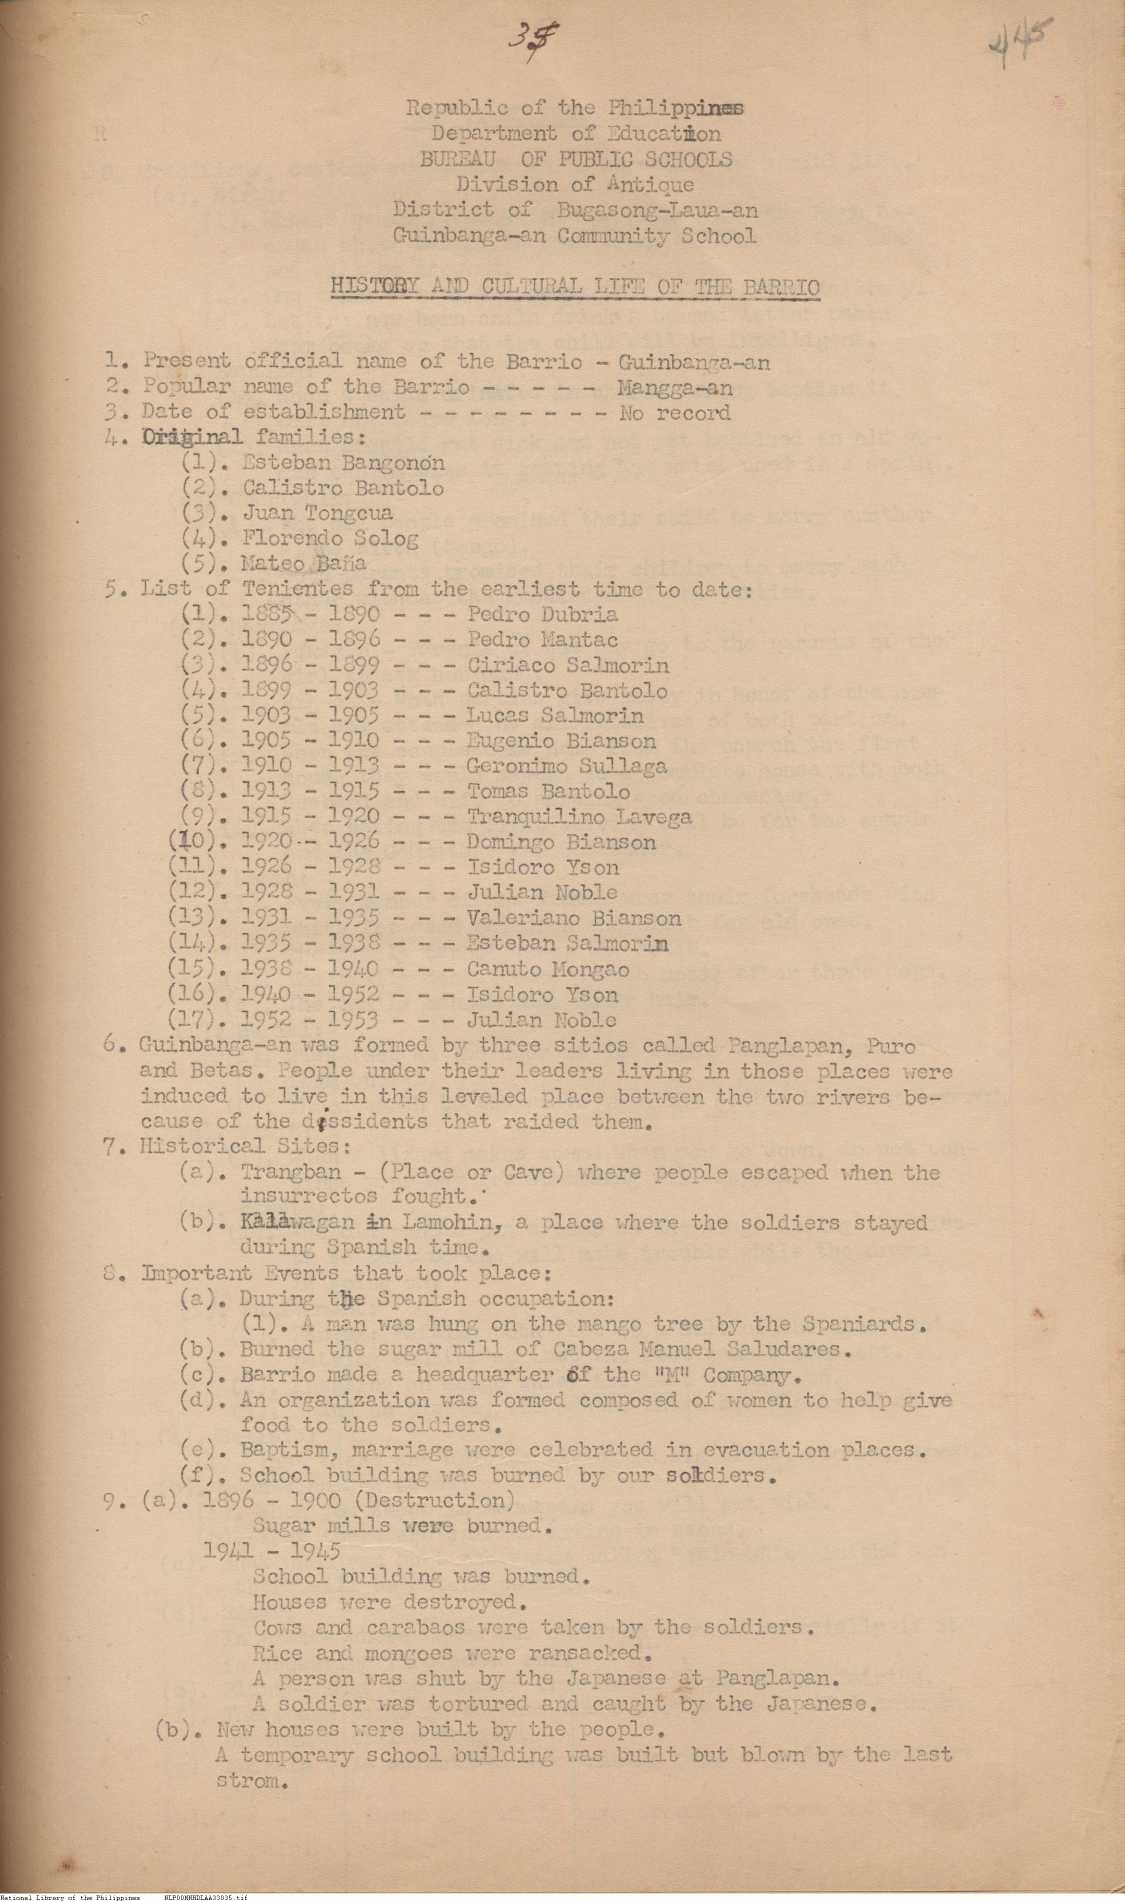 35
445
Republic of the Philippines
Department of Education
BUREAU OF PUBLIC SCHOOLS
Division of Antique
District of Bugasong-Laua-an
Guinbanga-an Community School
HISTORY AND CULTURAL LIFE OF THE BARRIO
1. Present official name of the Barrio - Guinbanga-an
2. Popular name of the Barrio - - - - - Mangga-an
3. Date of establishment - - - - - - - - No record
4. Original families:
(1). Esteban Bangonon
(2). Calistro Bantolo
(3). Juan Tongcua
(4). Florendo Solog
(5). Mateo Baña
5. List of Tenientes from the earliest time to date:
(1). 1885 - 1890 - - - Pedro Dubria
(2). 1890 - 1896 - - - Pedro Mantac
(3). 1896 - 1899 - - - Ciriaco Salmorin
(4). 1899 - 1903 - - - Calistro Bantolo
(5). 1903 - 1905 - - - Lucas Salmorin
(6). 1905 - 1910 - - - Eugenio Bianson
(7). 1910 - 1913 - - - Geronimo Sullaga
(8). 1913 - 1915 - - - Tomas Bantolo
(9). 1915 - 1920 - - - Tranquilino Lavega
(10). 1920 - 1926 - - - Domingo Bianson
(11). 1926 - 1928 - - - Isidoro Yson
(12). 1928 - 1931 - - - Julian Noble
(13). 1931 - 1935 - - - Valeriano Bianson
(14). 1935 - 1938 - - - Esteban Salmorin
(15). 1938 - 1940 - - - Canuto Mongao
(16). 1940 - 1952 - - - Isidoro Yson
(17). 1952 - 1953 - - - Julian Noble
6. Guinbanga-an was formed by three sitios called Panglapan, Puro
and Betas. People under their leaders living in those places were
induced to live in this leveled place between the two rivers be-
cause of the dissidents that raided them.
7. Historical Sites:
(a). Trangban - (Place or Cave) where people escaped when the
insurrectos fought.
(b). Kalawagan in Lamohin, a place where the soldiers stayed
during Spanish time.
8. Important Events that took place:
(a). During the Spanish occupation:
(1). A man was hung on the mango tree by the Spaniards.
(b). Burned the sugar mill of Cabeza Manuel Saludares.
(c). Barrio made a headquarter of the "M" Company.
(d). An organization was formed composed of women to help give
food to the soldiers.
(e). Baptism, marriage were celebrated in evacuation places.
(f). School building was burned by our soldiers.
9. (a). 1896 - 1900 (Destruction)
Sugar mills were burned.
1941 - 1945
School building was burned.
Houses were destroyed.
Cows and carabaos were taken by the soldiers.
Rice and mongoes were ransacked.
A person was shut by the Japanese at Panglapan.
A soldier was tortured and caught by the Japanese.
(b). New houses were built by the people.
A temporary school building was built but blown by the last
strom.
National Library of the Philippines NLPOONHDLAA33035.tif